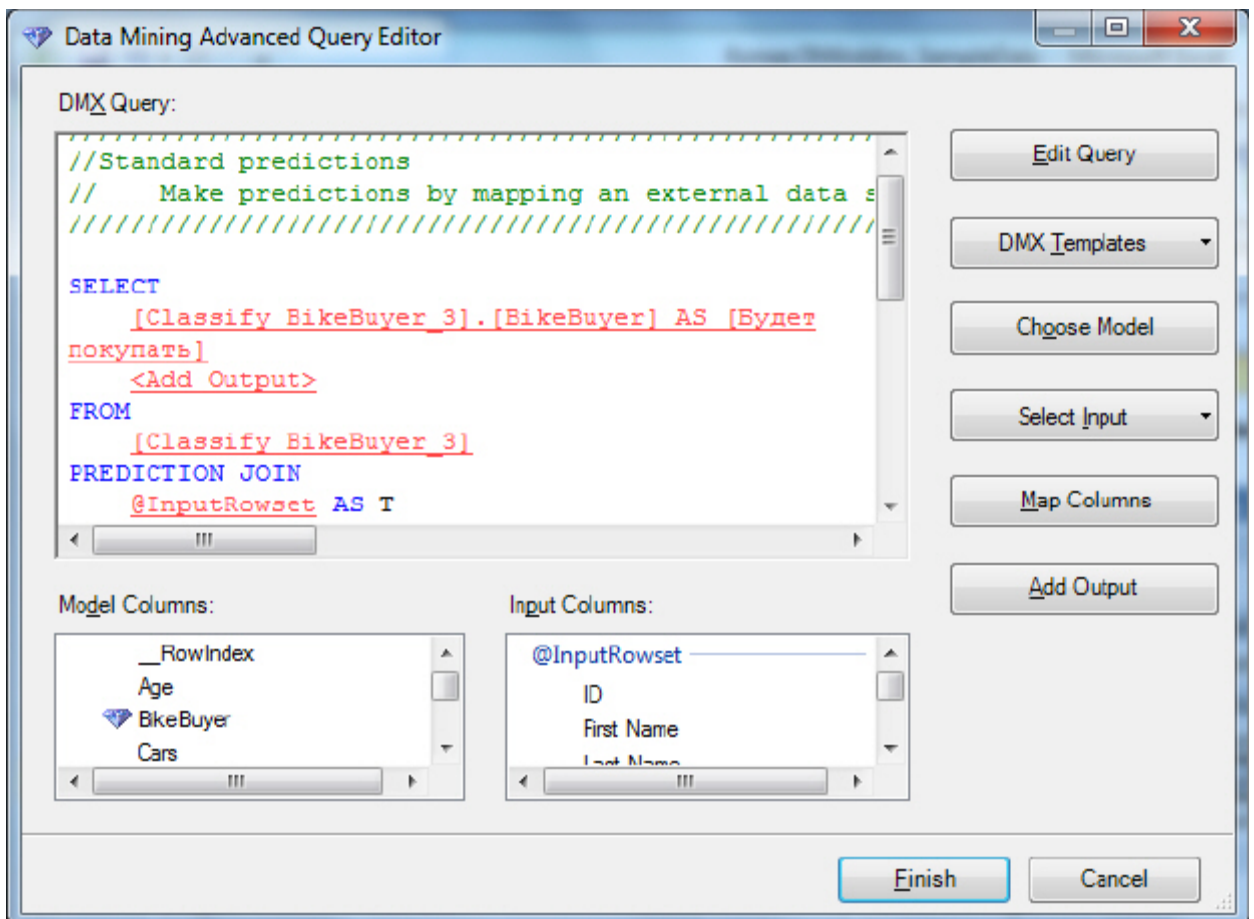 Data Mining Advanced Query Editor
DMX Query:
//Standard predictions
//    Make predictions by mapping an external data s
////////////////////////////////////////////////////
SELECT
[Classify BikeBuyer_3].[BikeBuyer] AS [Будет
покупать]
<Add Output>
FROM
[Classify BikeBuyer_3]
PREDICTION JOIN
@InputRowset AS T
Edit Query
DMX Templates
Choose Model
Select Input
Map Columns
Add Output
Model Columns:
__RowIndex
Age
BikeBuyer
Cars
Input Columns:
@InputRowset
ID
First Name
Last Name
Finish
Cancel